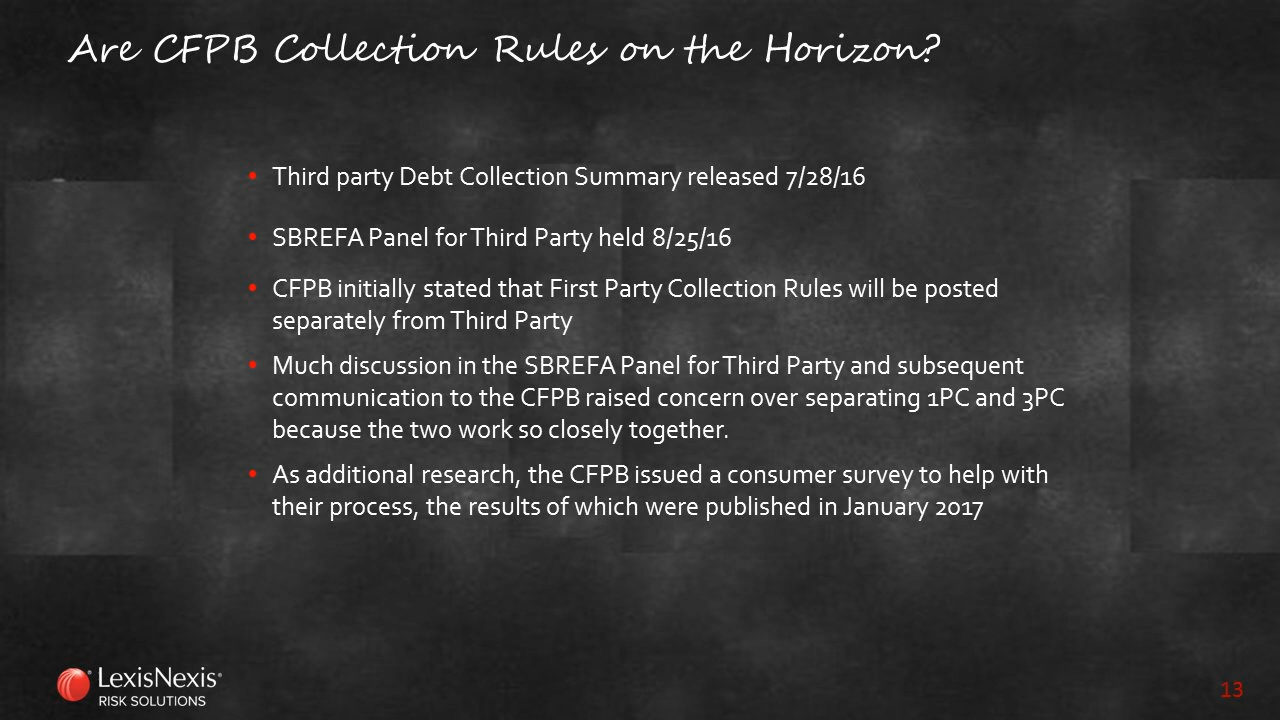 Are CFPB Collection Rules on the Horizon?
• Third party Debt Collection Summary released 7/28/16
• SBREFA Panel for Third Party held 8/25/16
• CFPB initially stated that First Party Collection Rules will be posted
separately from Third Party
• Much discussion in the SBREFA Panel for Third Party and subsequent
communication to the CFPB raised concern over separating 1PC and 3PC
because the two work so closely together.
• As additional research, the CFPB issued a consumer survey to help with
their process, the results of which were published in January 2017
LexisNexis®
RISK SOLUTIONS
13